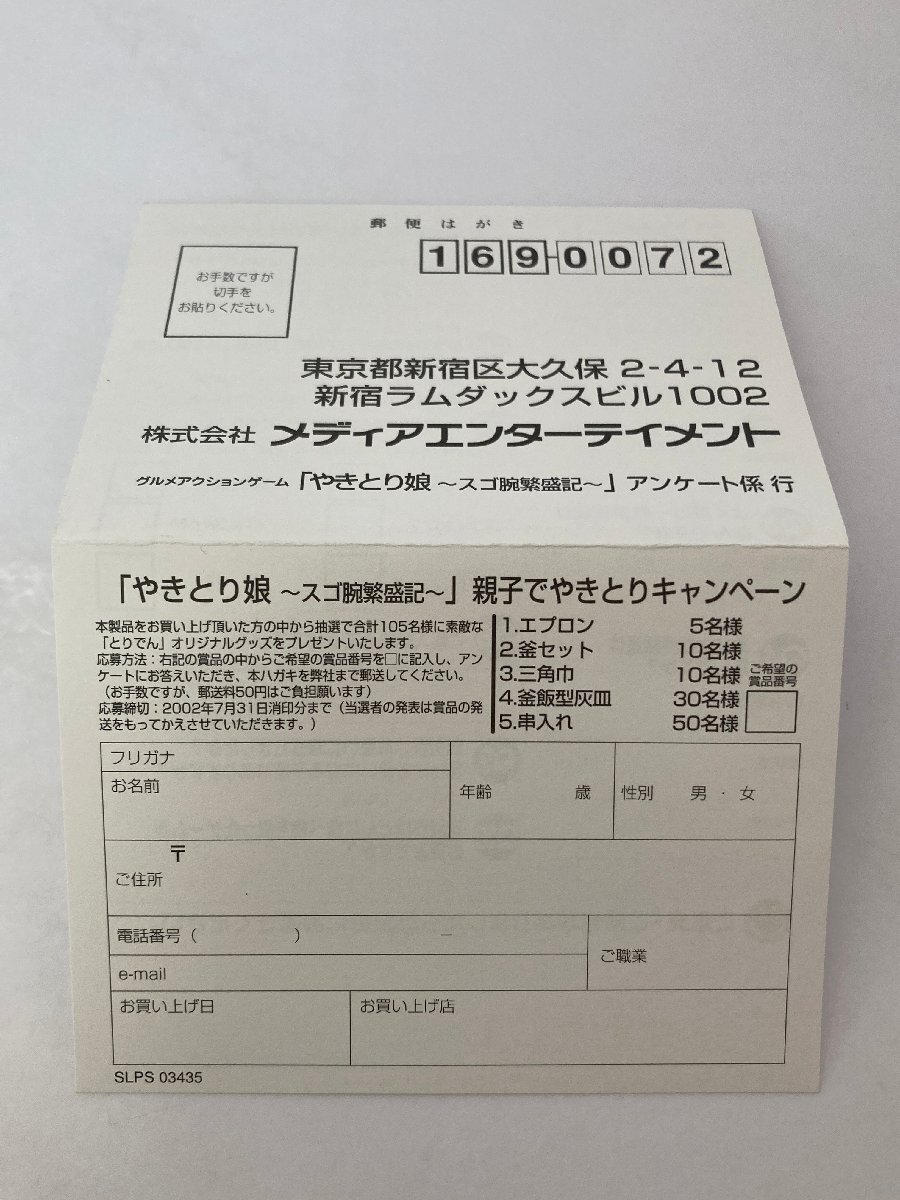 郵便はがき
1690072
お手数ですが
切手を
お貼りください。
東京都新宿区大久保 2-4-12
新宿ラムダックスビル1002
株式会社 メディアエンターテイメント
グルメアクションゲーム「やきとり娘 ～スゴ腕繁盛記～」アンケート係 行
「やきとり娘 ～スゴ腕繁盛記～」親子でやきとりキャンペーン
本製品をお買い上げ頂いた方の中から抽選で合計105名様に素敵な
「とりでん」オリジナルグッズをプレゼントいたします。
応募方法：右記の賞品の中からご希望の賞品番号を□に記入し、アン
ケートにお答えいただき、本ハガキを弊社まで郵送してください。
（お手数ですが、郵送料50円はご負担願います）
応募締切：2002年7月31日消印分まで（当選者の発表は賞品の発
送をもってかえさせていただきます。）
1.エプロン 5名様
2.釜セット 10名様
3.三角巾 10名様
4.釜飯型灰皿 30名様
5.串入れ 50名様
ご希望の
賞品番号
フリガナ
お名前
年齢 歳
性別 男・女
〒
ご住所
電話番号（ ） －
ご職業
e-mail
お買い上げ日
お買い上げ店
SLPS 03435